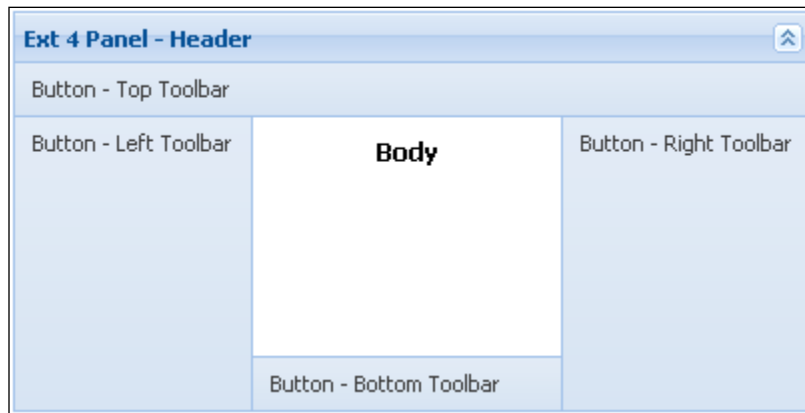 Ext 4 Panel - Header
Button - Top Toolbar
Button - Left Toolbar
Body
Button - Right Toolbar
Button - Bottom Toolbar